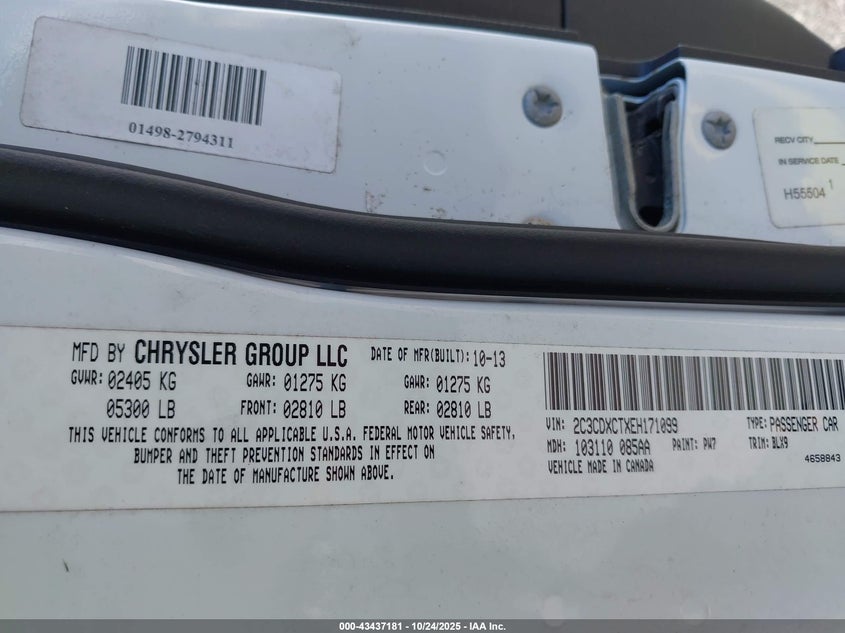 01498-2794311
RECV CITY
IN SERVICE DATE
H55504 1
MFD BY CHRYSLER GROUP LLC DATE OF MFR(BUILT): 10-13
GVWR: 02405 KG GAWR: 01275 KG GAWR: 01275 KG
05300 LB FRONT: 02810 LB REAR: 02810 LB
THIS VEHICLE CONFORMS TO ALL APPLICABLE U.S.A. FEDERAL MOTOR VEHICLE SAFETY,
BUMPER AND THEFT PREVENTION STANDARDS IN EFFECT ON
THE DATE OF MANUFACTURE SHOWN ABOVE.
VIN: 2C3CDXCTXEH171099 TYPE: PASSENGER CAR
MDH: 103110 085AA PAINT: PW7 TRIM: BLX9
VEHICLE MADE IN CANADA 4658843
000-43437181 - 10/24/2025 - IAA Inc.